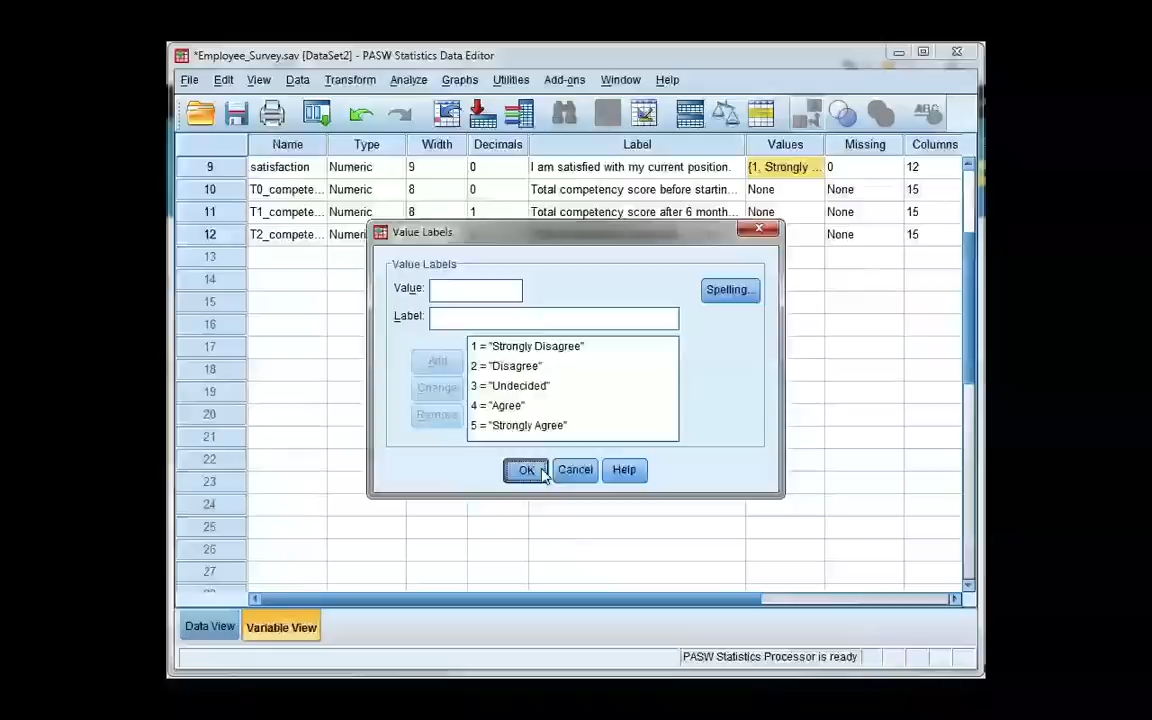 *Employee_Survey.sav [DataSet2] - PASW Statistics Data Editor
File Edit View Data Transform Analyze Graphs Utilities Add-ons Window Help
ABC
Name Type Width Decimals Label Values Missing Columns
9 satisfaction Numeric 9 0 I am satisfied with my current position. {1, Strongly ... 0 12
10 T0_compete... Numeric 8 0 Total competency score before startin... None None 15
11 T1_compete... Numeric 8 1 Total competency score after 6 month... None None 15
12 T2_compete... None 15
13
14
15
16
17
18
19
20
21
22
23
24
25
26
27
Value Labels
Value Labels
Value:
Spelling...
Label:
Add
Change
Remove
1 = "Strongly Disagree"
2 = "Disagree"
3 = "Undecided"
4 = "Agree"
5 = "Strongly Agree"
OK Cancel Help
Data View Variable View
PASW Statistics Processor is ready